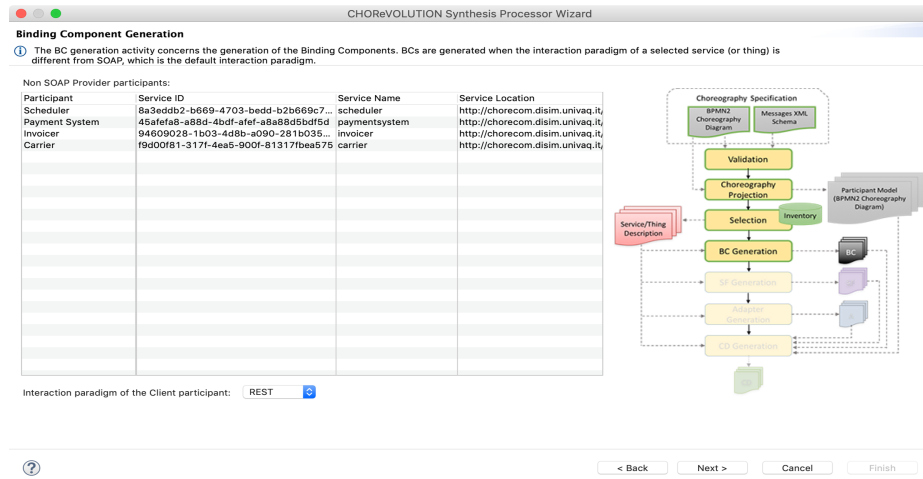 CHOReVOLUTION Synthesis Processor Wizard
Binding Component Generation
The BC generation activity concerns the generation of the Binding Components. BCs are generated when the interaction paradigm of a selected service (or thing) is
different from SOAP, which is the default interaction paradigm.
Non SOAP Provider participants:
Participant Service ID Service Name Service Location
Scheduler 8a3eddb2-b669-4703-bedd-b2b669c7... scheduler http://chorecom.disim.univaq.it/
Payment System 45afefa8-a88d-4bdf-afef-a8a88d5bdf5d paymentsystem http://chorecom.disim.univaq.it/
Invoicer 94609028-1b03-4d8b-a090-281b035... invoicer http://chorecom.disim.univaq.it/
Carrier f9d00f81-317f-4ea5-900f-81317fbea575 carrier http://chorecom.disim.univaq.it/
Interaction paradigm of the Client participant: REST
Choreography Specification
BPMN2
Choreography
Diagram
Messages XML
Schema
Validation
Choreography
Projection
Participant Model
(BPMN2 Choreography
Diagram)
Selection
Inventory
Service/Thing
Description
BC Generation
BC
SF Generation
Adapter
Generation
A
CD Generation
CD
?
< Back
Next >
Cancel
Finish